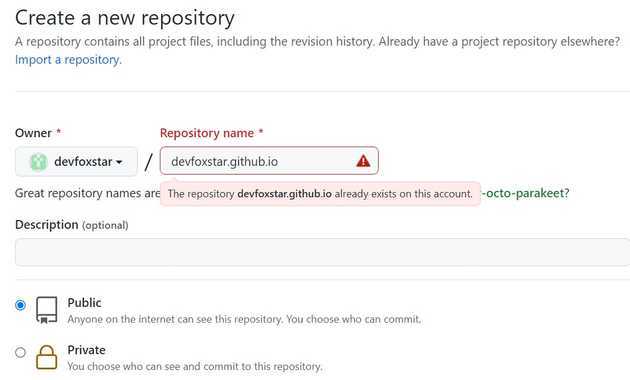 Create a new repository
A repository contains all project files, including the revision history. Already have a project repository elsewhere?
Import a repository.
Owner * Repository name *
devfoxstar / devfoxstar.github.io
Great repository names are -octo-parakeet?
The repository devfoxstar.github.io already exists on this account.
Description (optional)
Public
Anyone on the internet can see this repository. You choose who can commit.
Private
You choose who can see and commit to this repository.